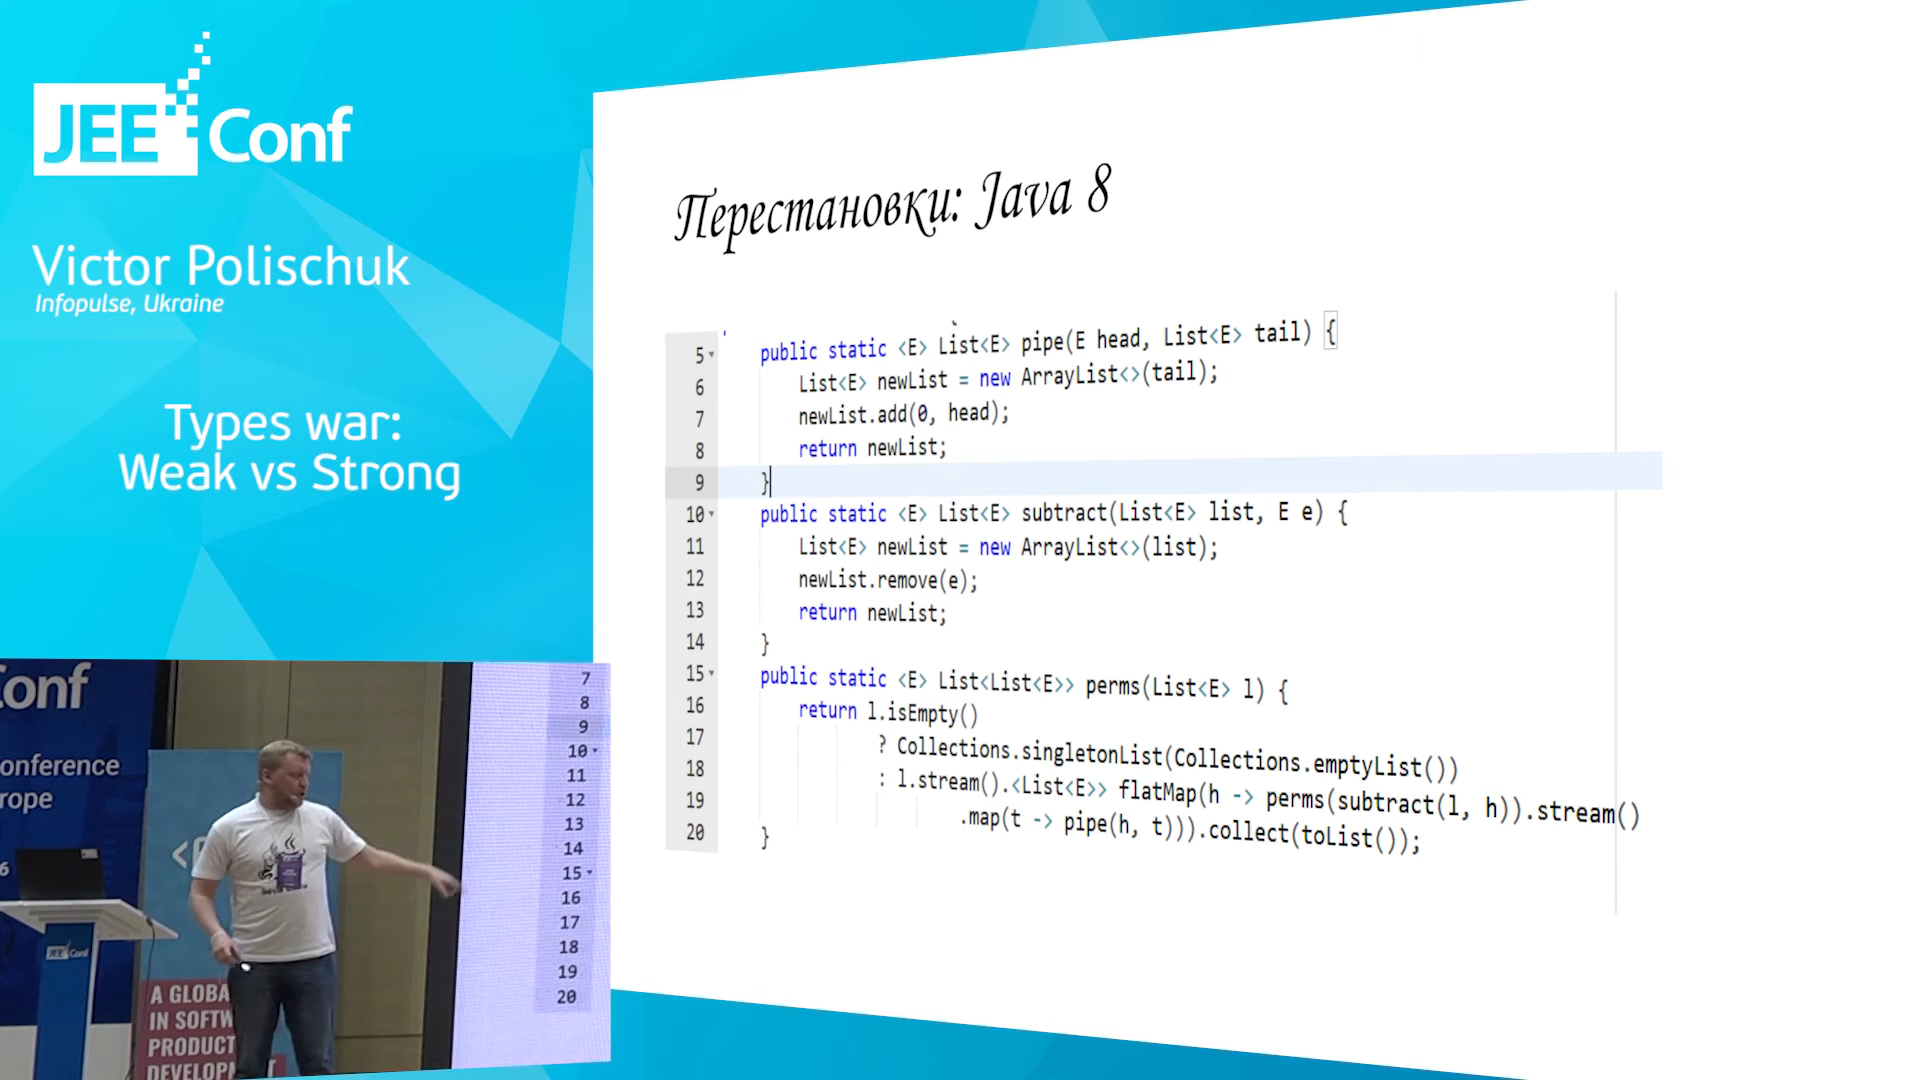 JEE Conf
Victor Polischuk
Infopulse, Ukraine
Types war:
Weak vs Strong
Перестановки: Java 8
5 public static <E> List<E> pipe(E head, List<E> tail) {
6 List<E> newList = new ArrayList<>(tail);
7 newList.add(0, head);
8 return newList;
9 }
10 public static <E> List<E> subtract(List<E> list, E e) {
11 List<E> newList = new ArrayList<>(list);
12 newList.remove(e);
13 return newList;
14 }
15 public static <E> List<List<E>> perms(List<E> l) {
16 return l.isEmpty()
17 ? Collections.singletonList(Collections.emptyList())
18 : l.stream().<List<E>> flatMap(h -> perms(subtract(l, h)).stream()
19 .map(t -> pipe(h, t))).collect(toList());
20 }
onf
onference
rope
6
JEE Conf
A GLOBA
IN SOFTW
PRODUCT
DEVELOPM
7
8
9
10
11
12
13
14
15
16
17
18
19
20